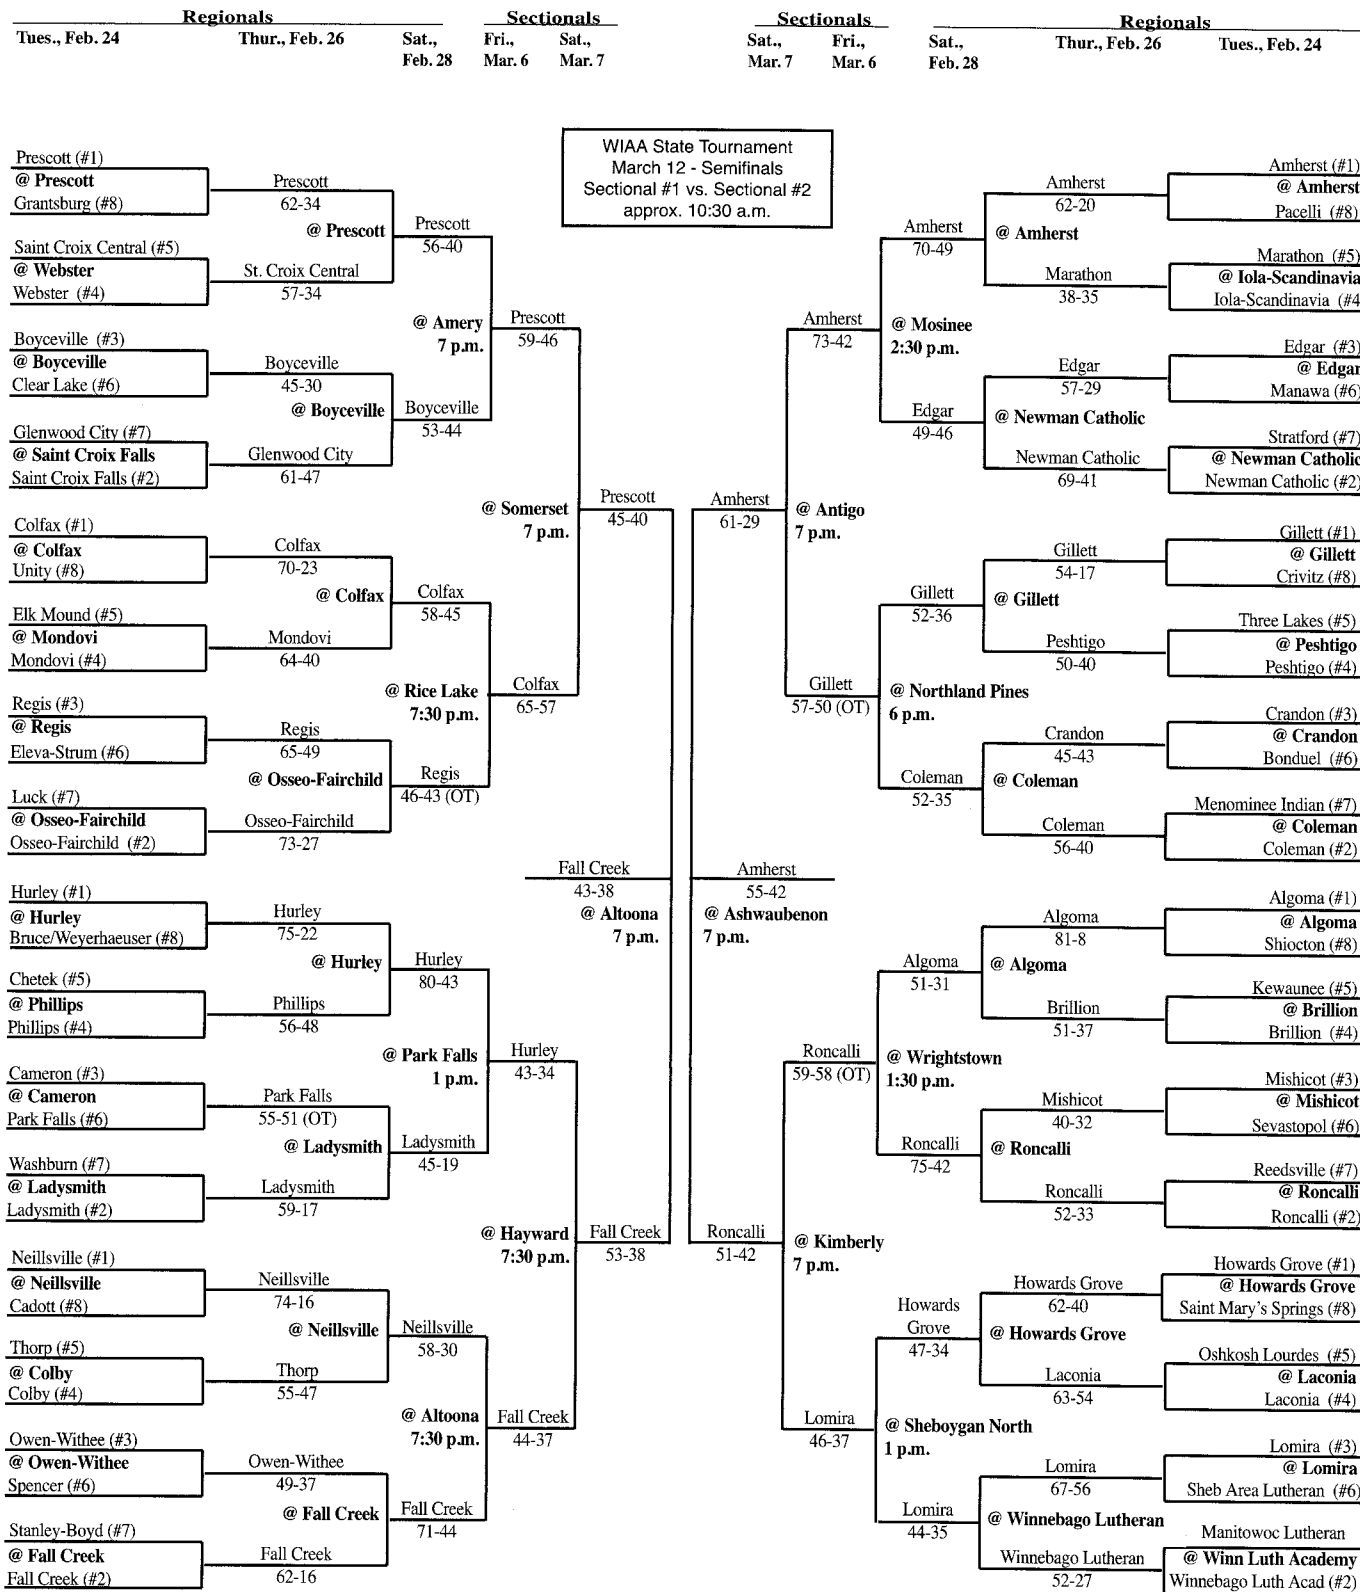 Regionals
Sectionals
Sectionals
Regionals
Tues., Feb. 24
Thur., Feb. 26
Sat.,
Feb. 28
Fri.,
Mar. 6
Sat.,
Mar. 7
Sat.,
Mar. 7
Fri.,
Mar. 6
Sat.,
Feb. 28
Thur., Feb. 26
Tues., Feb. 24
WIAA State Tournament
March 12 - Semifinals
Sectional #1 vs. Sectional #2
approx. 10:30 a.m.
Prescott (#1)
@ Prescott
Grantsburg (#8)
Saint Croix Central (#5)
@ Webster
Webster (#4)
Boyceville (#3)
@ Boyceville
Clear Lake (#6)
Glenwood City (#7)
@ Saint Croix Falls
Saint Croix Falls (#2)
Colfax (#1)
@ Colfax
Unity (#8)
Elk Mound (#5)
@ Mondovi
Mondovi (#4)
Regis (#3)
@ Regis
Eleva-Strum (#6)
Luck (#7)
@ Osseo-Fairchild
Osseo-Fairchild (#2)
Hurley (#1)
@ Hurley
Bruce/Weyerhaeuser (#8)
Chetek (#5)
@ Phillips
Phillips (#4)
Cameron (#3)
@ Cameron
Park Falls (#6)
Washburn (#7)
@ Ladysmith
Ladysmith (#2)
Neillsville (#1)
@ Neillsville
Cadott (#8)
Thorp (#5)
@ Colby
Colby (#4)
Owen-Withee (#3)
@ Owen-Withee
Spencer (#6)
Stanley-Boyd (#7)
@ Fall Creek
Fall Creek (#2)
Prescott
62-34
@ Prescott
St. Croix Central
57-34
Boyceville
45-30
@ Boyceville
Glenwood City
61-47
Colfax
70-23
@ Colfax
Mondovi
64-40
Regis
65-49
@ Osseo-Fairchild
Osseo-Fairchild
73-27
Hurley
75-22
@ Hurley
Phillips
56-48
Park Falls
55-51 (OT)
@ Ladysmith
Ladysmith
59-17
Neillsville
74-16
@ Neillsville
Thorp
55-47
Owen-Withee
49-37
@ Fall Creek
Fall Creek
62-16
Prescott
56-40
@ Amery
7 p.m.
Boyceville
53-44
Colfax
58-45
@ Rice Lake
7:30 p.m.
Regis
46-43 (OT)
Hurley
80-43
@ Park Falls
1 p.m.
Ladysmith
45-19
Neillsville
58-30
@ Altoona
7:30 p.m.
Fall Creek
71-44
Prescott
59-46
@ Somerset
7 p.m.
Colfax
65-57
Hurley
43-34
@ Hayward
7:30 p.m.
Fall Creek
44-37
Prescott
45-40
Fall Creek
43-38
@ Altoona
7 p.m.
Fall Creek
53-38
Amherst
61-29
Amherst
55-42
@ Ashwaubenon
7 p.m.
Roncalli
51-42
Amherst
73-42
@ Antigo
7 p.m.
Gillett
57-50 (OT)
Roncalli
59-58 (OT)
@ Kimberly
7 p.m.
Lomira
46-37
Amherst
70-49
@ Mosinee
2:30 p.m.
Edgar
49-46
Gillett
52-36
@ Northland Pines
6 p.m.
Coleman
52-35
Algoma
51-31
@ Wrightstown
1:30 p.m.
Roncalli
75-42
Howards
Grove
47-34
@ Sheboygan North
1 p.m.
Lomira
44-35
Amherst
62-20
@ Amherst
Marathon
38-35
Edgar
57-29
@ Newman Catholic
Newman Catholic
69-41
Gillett
54-17
@ Gillett
Peshtigo
50-40
Crandon
45-43
@ Coleman
Coleman
56-40
Algoma
81-8
@ Algoma
Brillion
51-37
Mishicot
40-32
@ Roncalli
Roncalli
52-33
Howards Grove
62-40
@ Howards Grove
Laconia
63-54
Lomira
67-56
@ Winnebago Lutheran
Winnebago Lutheran
52-27
Amherst (#1)
@ Amherst
Pacelli (#8)
Marathon (#5)
@ Iola-Scandinavia
Iola-Scandinavia (#4
Edgar (#3)
@ Edgar
Manawa (#6)
Stratford (#7)
@ Newman Catholic
Newman Catholic (#2)
Gillett (#1)
@ Gillett
Crivitz (#8)
Three Lakes (#5)
@ Peshtigo
Peshtigo (#4)
Crandon (#3)
@ Crandon
Bonduel (#6)
Menominee Indian (#7)
@ Coleman
Coleman (#2)
Algoma (#1)
@ Algoma
Shiocton (#8)
Kewaunee (#5)
@ Brillion
Brillion (#4)
Mishicot (#3)
@ Mishicot
Sevastopol (#6)
Reedsville (#7)
@ Roncalli
Roncalli (#2)
Howards Grove (#1)
@ Howards Grove
Saint Mary's Springs (#8)
Oshkosh Lourdes (#5)
@ Laconia
Laconia (#4)
Lomira (#3)
@ Lomira
Sheb Area Lutheran (#6)
Manitowoc Lutheran
@ Winn Luth Academy
Winnebago Luth Acad (#2)